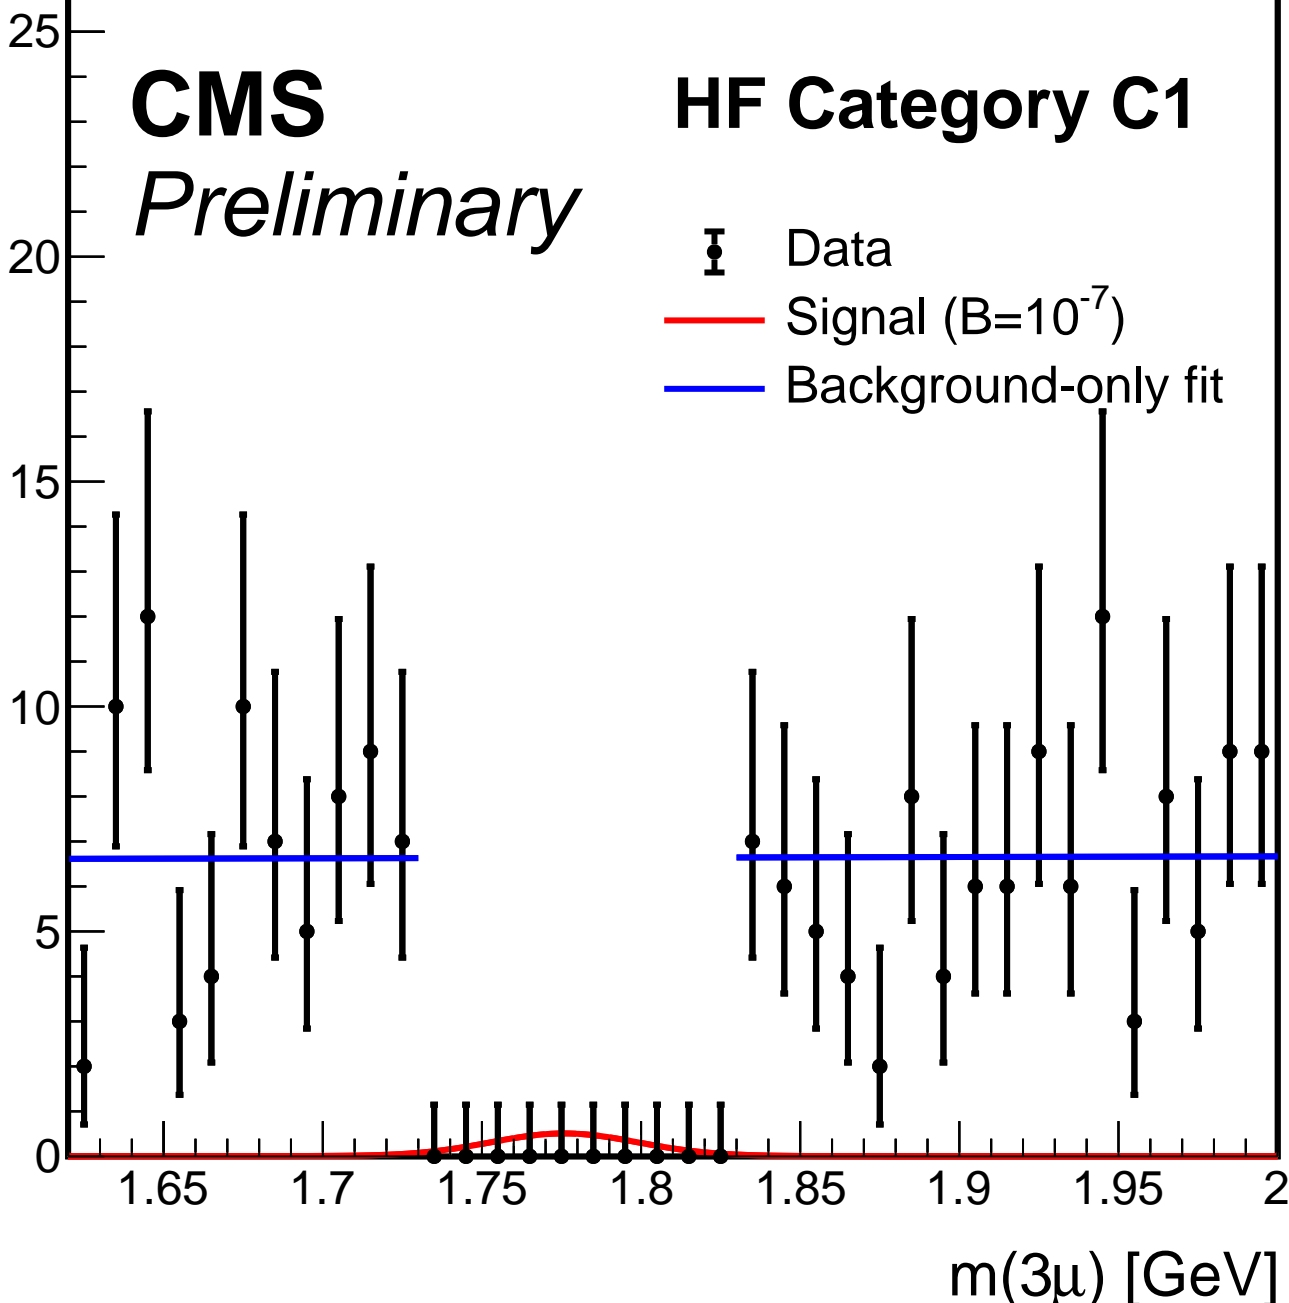 25
20
15
10
5
0
CMS
Preliminary
HF Category C1
Data
Signal (B=10⁻⁷)
Background-only fit
1.65 1.7 1.75 1.8 1.85 1.9 1.95 2
m(3μ) [GeV]